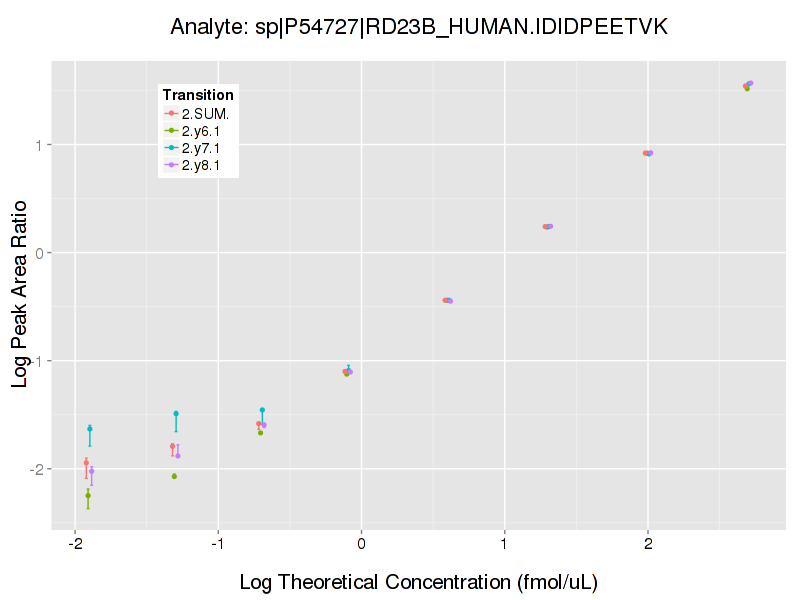 Analyte: sp|P54727|RD23B_HUMAN.IDIDPEETVK
Transition
2.SUM.
2.y6.1
2.y7.1
2.y8.1
1
0
-1
-2
Log Peak Area Ratio
-2
-1
0
1
2
Log Theoretical Concentration (fmol/uL)